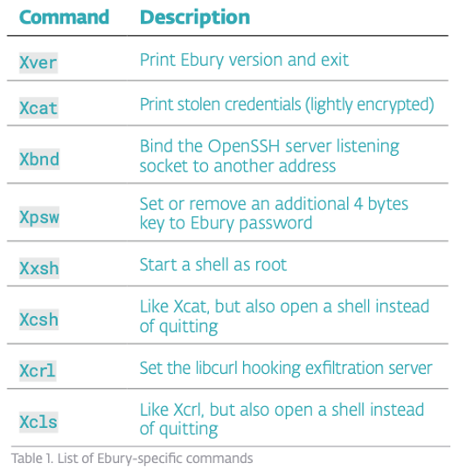 Command Description
Xver Print Ebury version and exit
Xcat Print stolen credentials (lightly encrypted)
Xbnd Bind the OpenSSH server listening
socket to another address
Xpsw Set or remove an additional 4 bytes
key to Ebury password
Xxsh Start a shell as root
Xcsh Like Xcat, but also open a shell instead
of quitting
Xcrl Set the libcurl hooking exfiltration server
Xcls Like Xcrl, but also open a shell instead
of quitting
Table 1. List of Ebury-specific commands